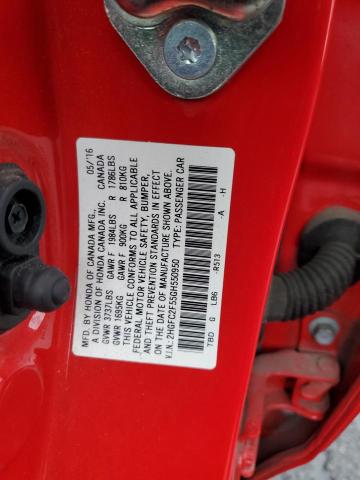 MFD. BY HONDA OF CANADA MFG., 05/'16
A DIVISION OF HONDA CANADA INC. CANADA
GVWR 3737LBS GAWR F 1984LBS R 1786LBS
GVWR 1695KG GAWR F 900KG R 810KG
THIS VEHICLE CONFORMS TO ALL APPLICABLE
FEDERAL MOTOR VEHICLE SAFETY, BUMPER,
AND THEFT PREVENTION STANDARDS IN EFFECT
ON THE DATE OF MANUFACTURE SHOWN ABOVE.
V.I.N.: 2HGFC2F55GH550950 TYPE: PASSENGER CAR
TBD G LB6 -R513 -A -H